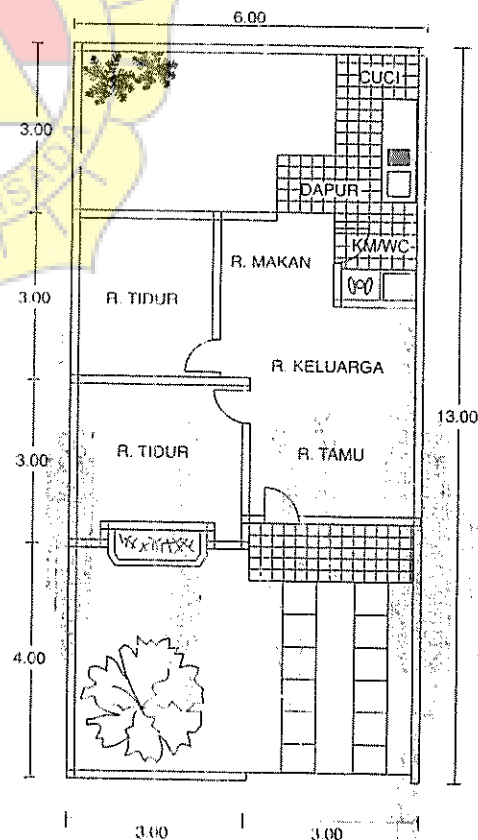 6.00
CUCI
3.00
DAPUR
KM/WC
R. MAKAN
3.00
R. TIDUR
R. KELUARGA
13.00
R. TIDUR
R. TAMU
3.00
4.00
3.00
3.00